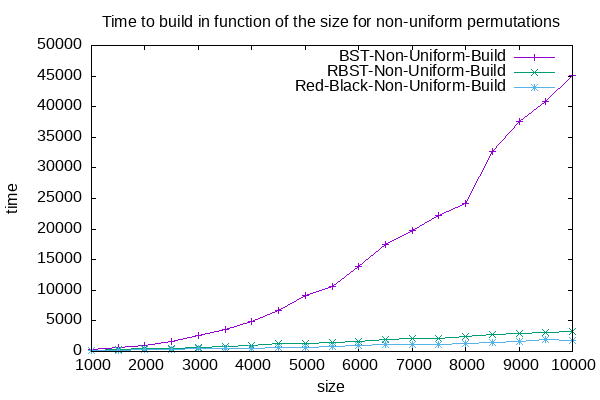 Time to build in function of the size for non-uniform permutations
BST-Non-Uniform-Build
RBST-Non-Uniform-Build
Red-Black-Non-Uniform-Build
50000
45000
40000
35000
30000
25000
20000
15000
10000
5000
0
time
1000 2000 3000 4000 5000 6000 7000 8000 9000 10000
size